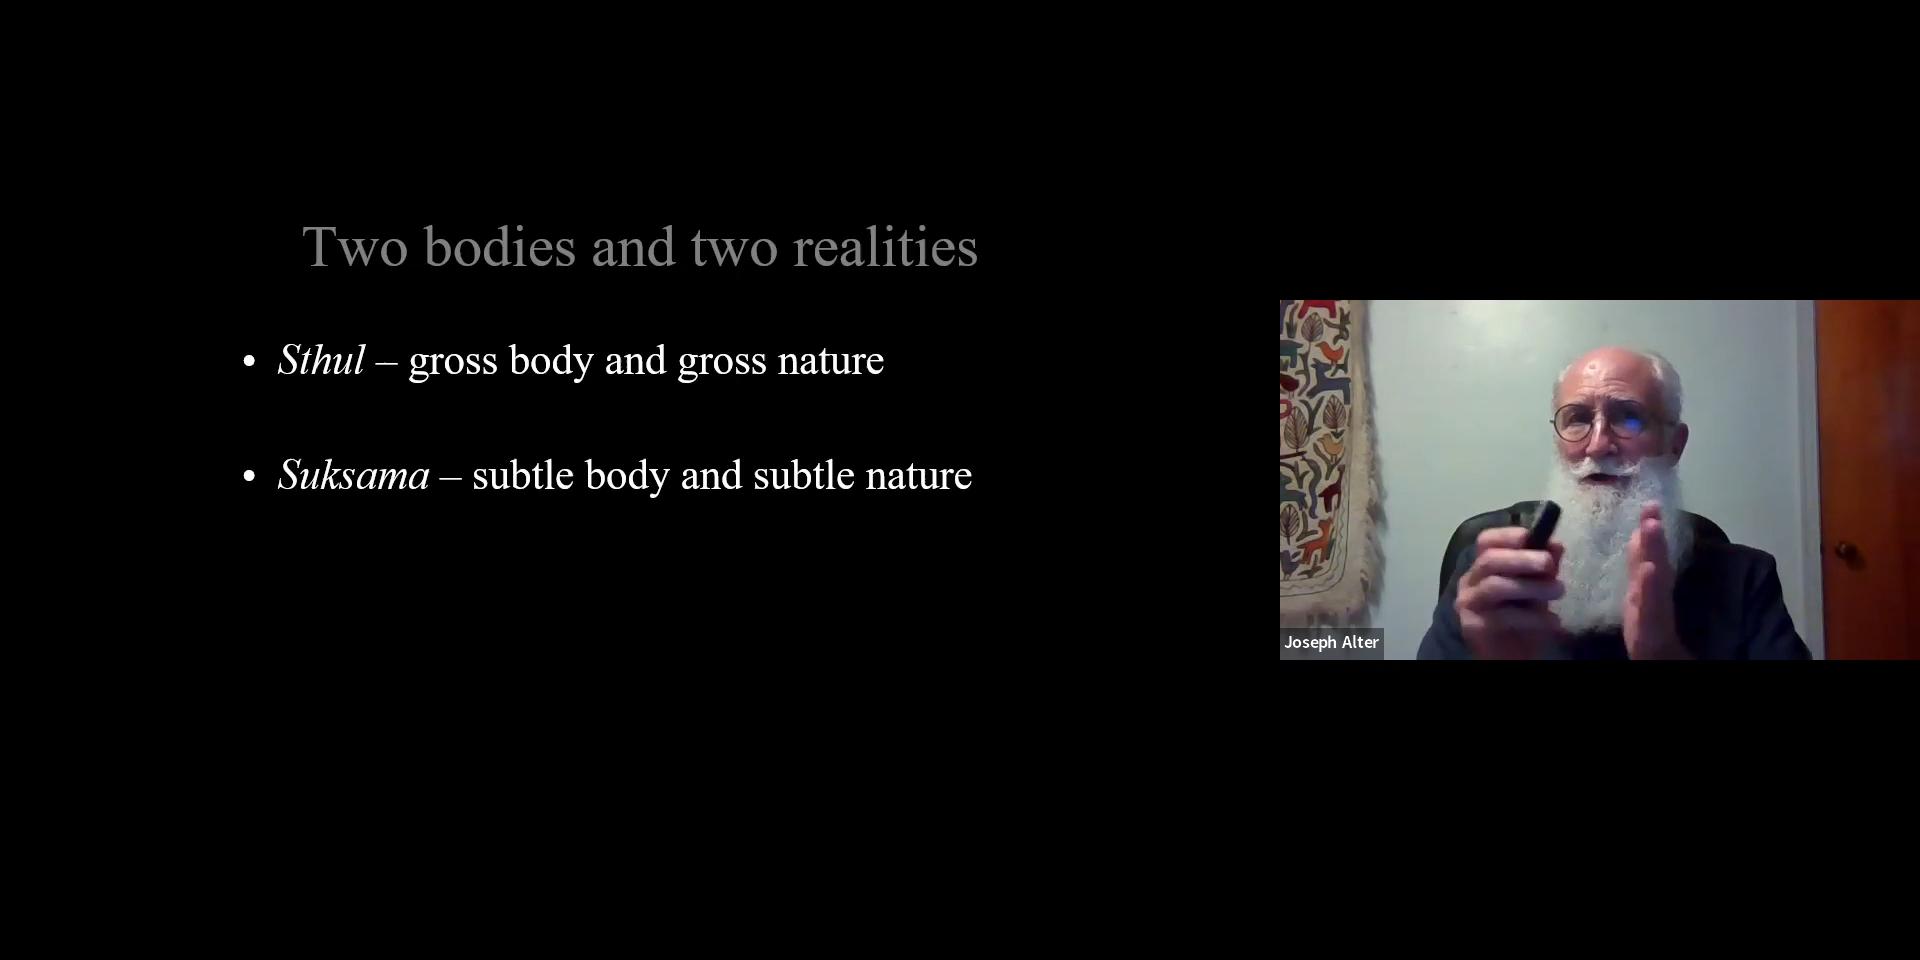 Two bodies and two realities
• Sthul – gross body and gross nature
• Suksama – subtle body and subtle nature
Joseph Alter